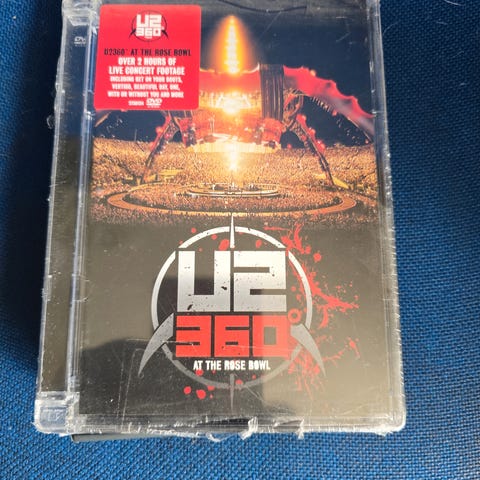 U2
360°
U2360° AT THE ROSE BOWL
OVER 2 HOURS OF
LIVE CONCERT FOOTAGE
INCLUDING GET ON YOUR BOOTS,
VERTIGO, BEAUTIFUL DAY, ONE,
WITH OR WITHOUT YOU AND MORE
DVD
U2
360°
AT THE ROSE BOWL